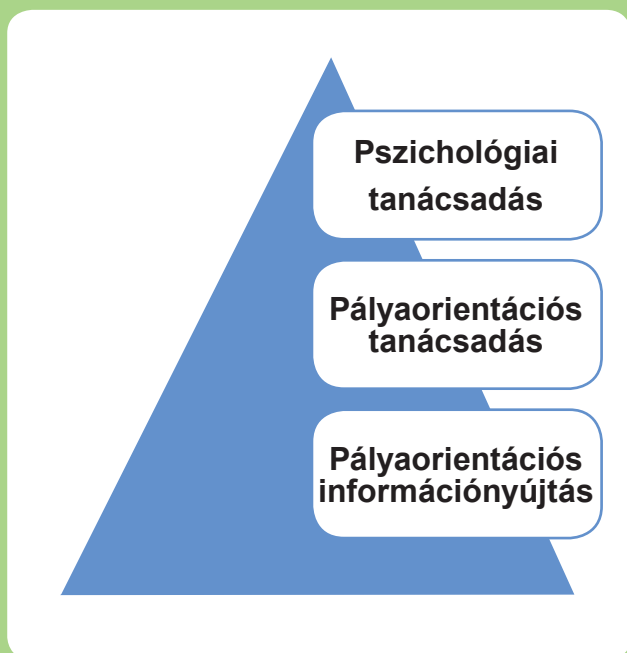 Pszichológiai
tanácsadás
Pályaorientációs
tanácsadás
Pályaorientációs
információnyújtás